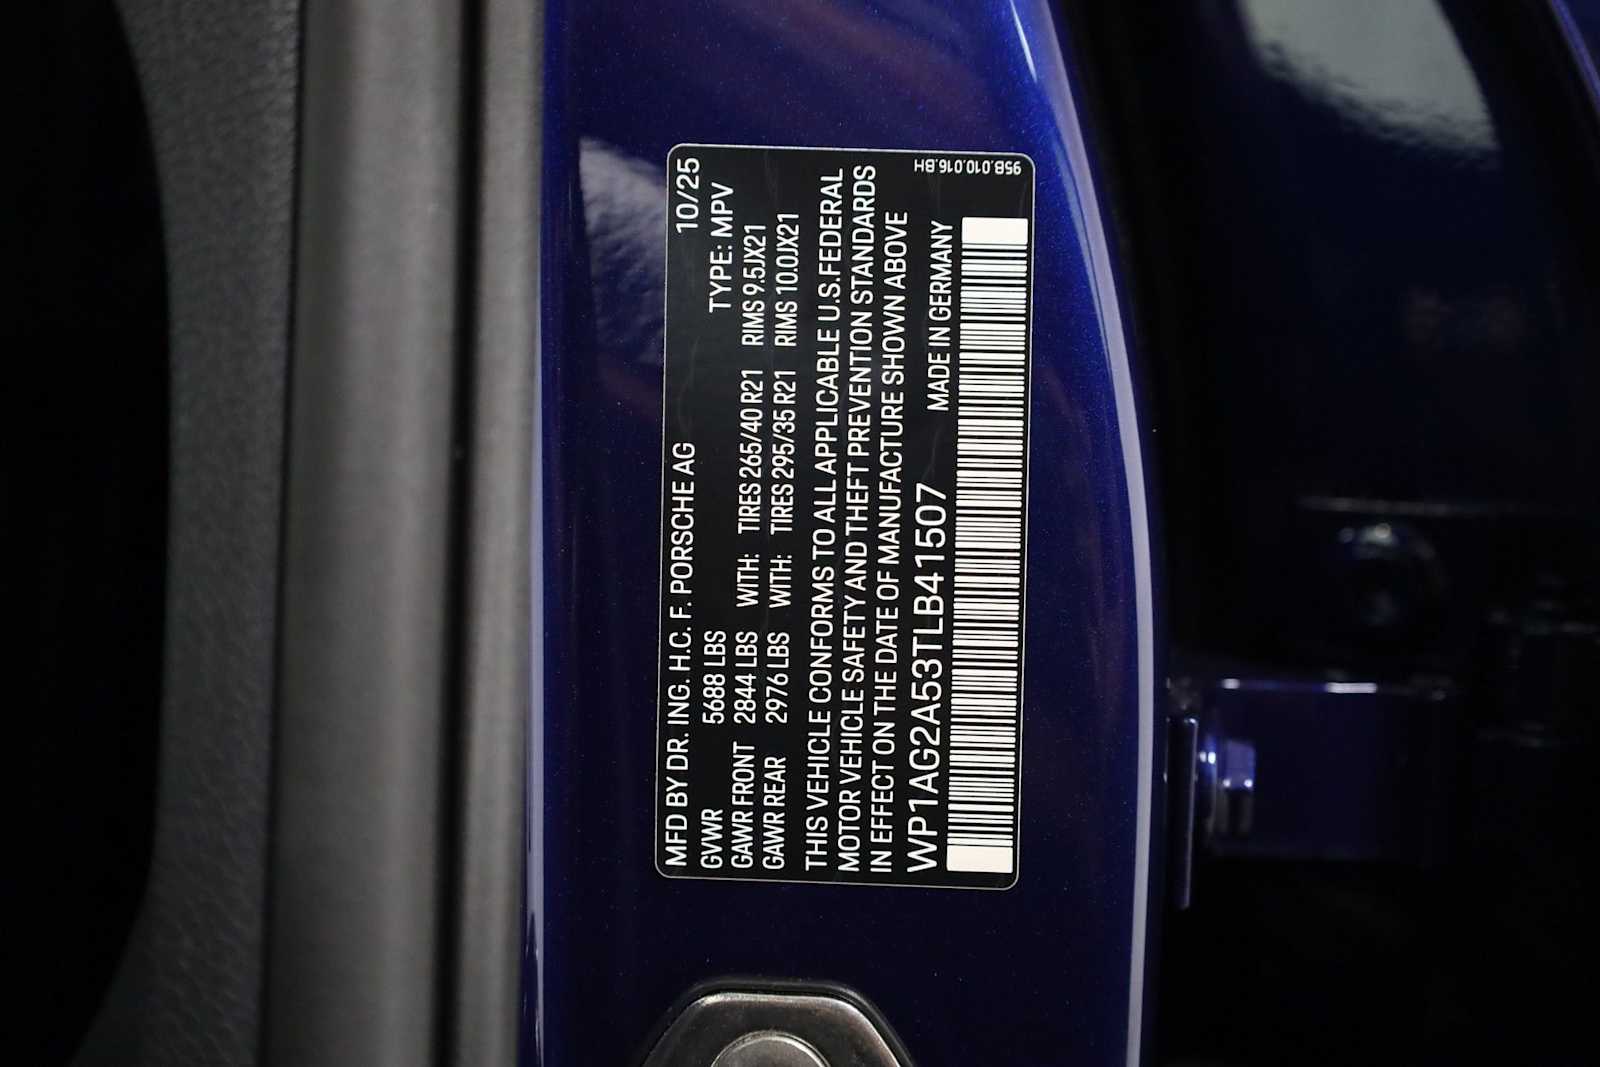 MFD BY DR. ING. H.C. F. PORSCHE AG 10/25
GVWR 5688 LBS TYPE: MPV
GAWR FRONT 2844 LBS WITH: TIRES 265/40 R21 RIMS 9.5JX21
GAWR REAR 2976 LBS WITH: TIRES 295/35 R21 RIMS 10.0JX21
THIS VEHICLE CONFORMS TO ALL APPLICABLE U.S.FEDERAL
MOTOR VEHICLE SAFETY AND THEFT PREVENTION STANDARDS
IN EFFECT ON THE DATE OF MANUFACTURE SHOWN ABOVE
WP1AG2A53TLB41507 MADE IN GERMANY
95B.010.016.BH